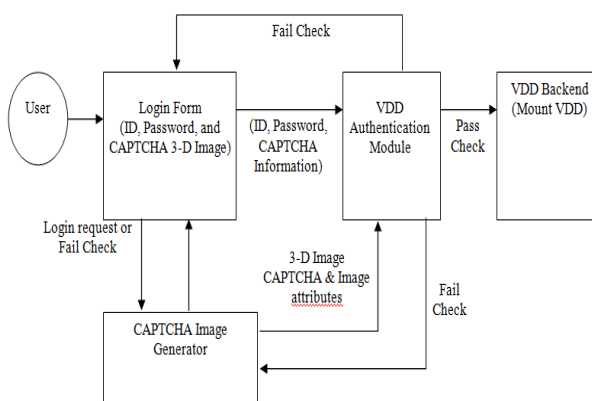 Fail Check
User
Login Form
(ID, Password, and
CAPTCHA 3-D Image)
(ID, Password,
CAPTCHA
Information)
VDD
Authentication
Module
Pass
Check
VDD Backend
(Mount VDD)
Login request or
Fail Check
3-D Image
CAPTCHA & Image
attributes
Fail
Check
CAPTCHA Image
Generator